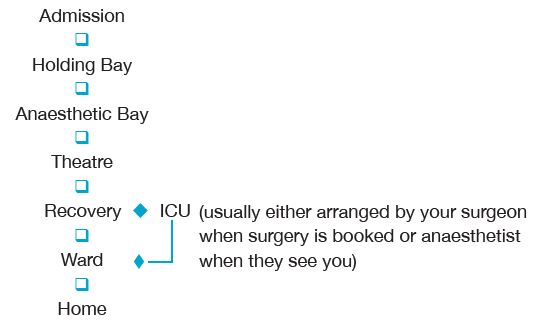 Admission
Holding Bay
Anaesthetic Bay
Theatre
Recovery ICU (usually either arranged by your surgeon
when surgery is booked or anaesthetist
Ward when they see you)
Home